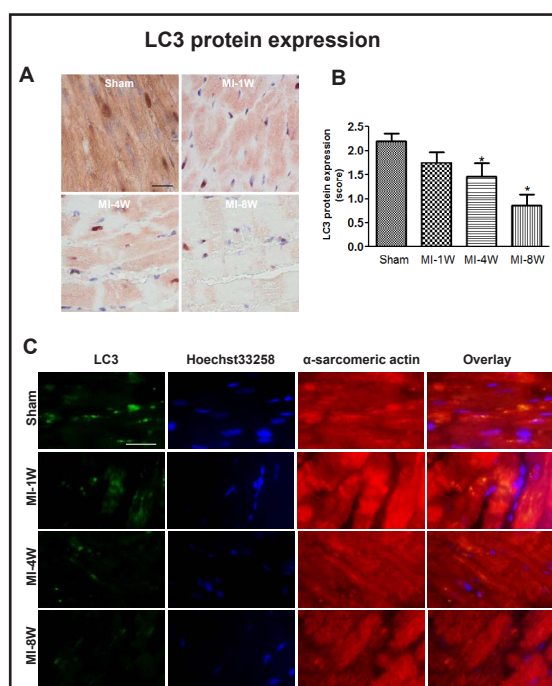 LC3 protein expression
A
Sham
MI-1W
MI-4W
MI-8W
B
LC3 protein expression
(score)
2.5
2.0
1.5
1.0
0.5
0.0
*
*
Sham MI-1W MI-4W MI-8W
C
LC3 Hoechst33258 α-sarcomeric actin Overlay
Sham
MI-1W
MI-4W
MI-8W